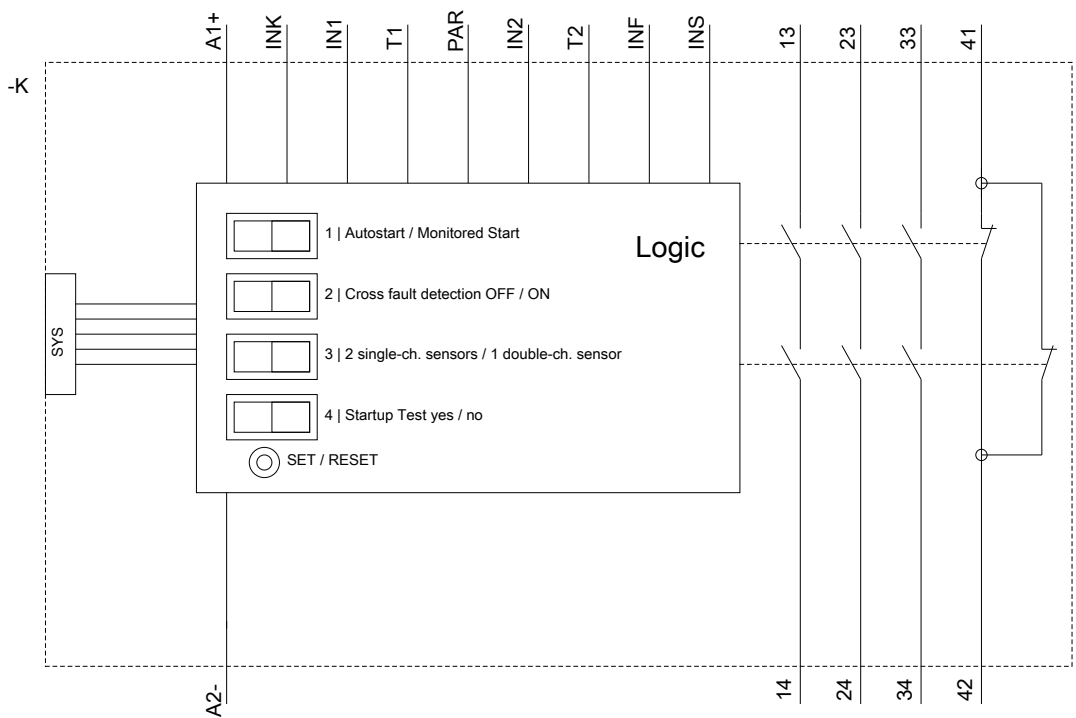 A1+
INK
IN1
T1
PAR
IN2
T2
INF
INS
13
23
33
41
-K
1 | Autostart / Monitored Start
Logic
2 | Cross fault detection OFF / ON
SYS
3 | 2 single-ch. sensors / 1 double-ch. sensor
4 | Startup Test yes / no
SET / RESET
A2-
14
24
34
42